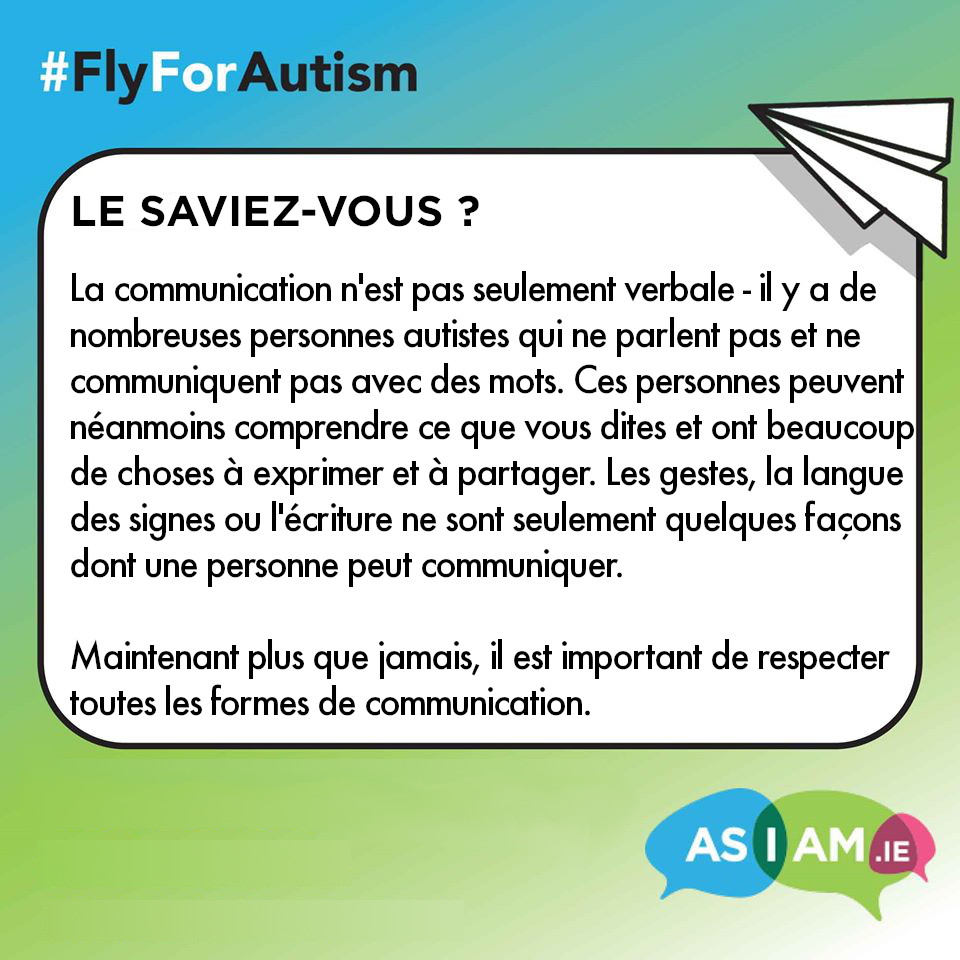 #FlyForAutism
LE SAVIEZ-VOUS ?
La communication n'est pas seulement verbale - il y a de
nombreuses personnes autistes qui ne parlent pas et ne
communiquent pas avec des mots. Ces personnes peuvent
néanmoins comprendre ce que vous dites et ont beaucoup
de choses à exprimer et à partager. Les gestes, la langue
des signes ou l'écriture ne sont seulement quelques façons
dont une personne peut communiquer.
Maintenant plus que jamais, il est important de respecter
toutes les formes de communication.
AS I AM.IE